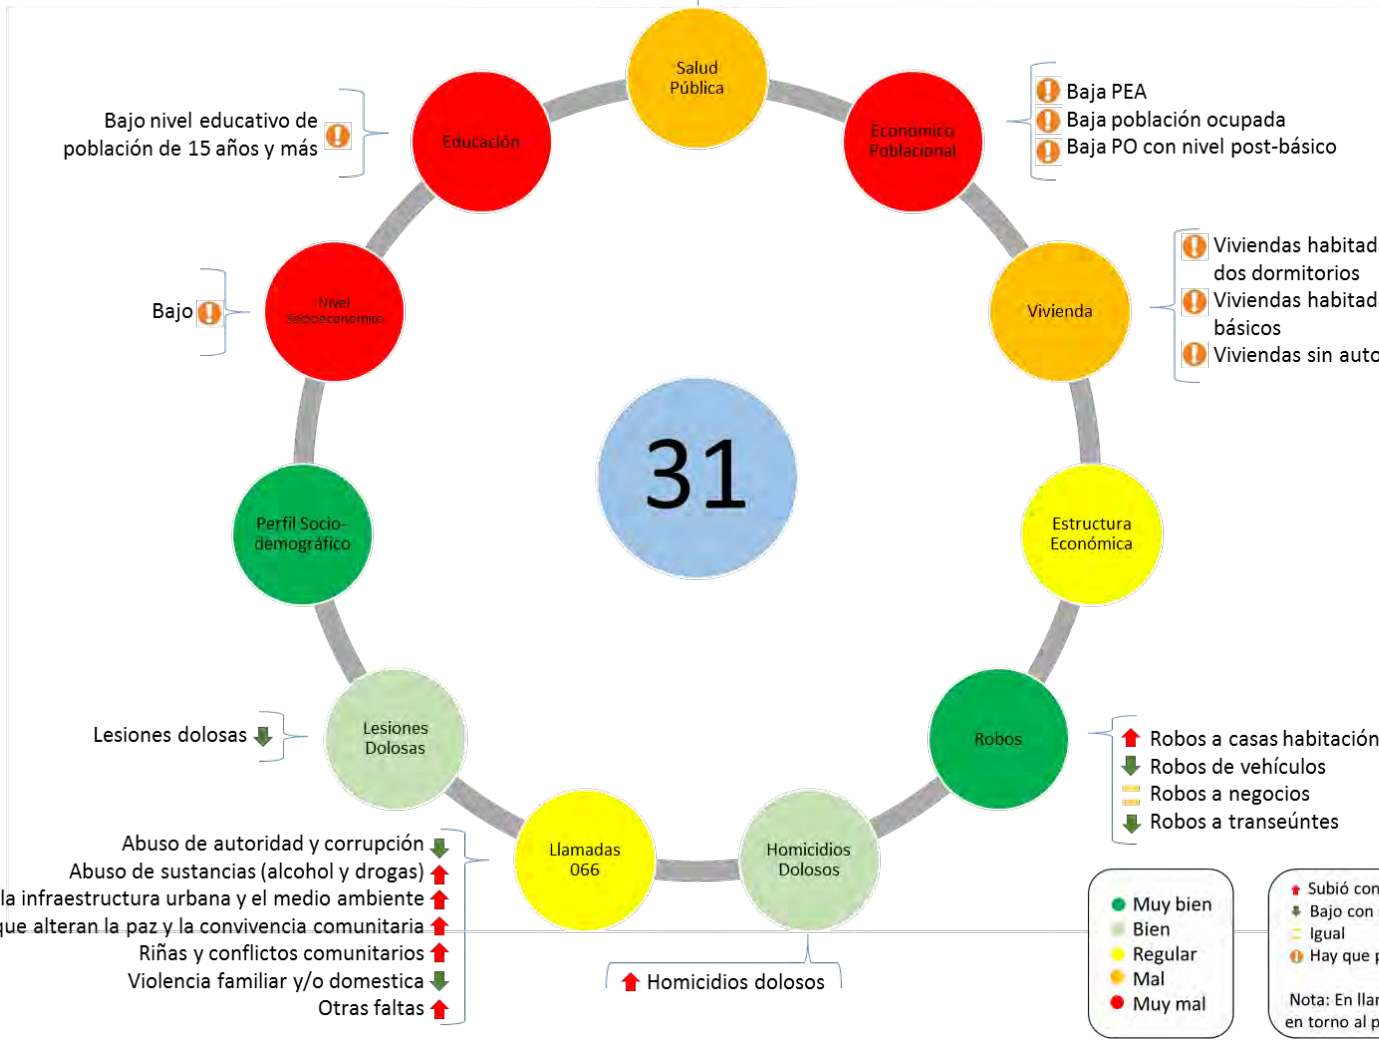 Salud
Pública
Educación
Económico
Poblacional
Bajo nivel educativo de
población de 15 años y más
Baja PEA
Baja población ocupada
Baja PO con nivel post-básico
Nivel
Socioeconómico
Bajo
Vivienda
Viviendas habitad
dos dormitorios
Viviendas habitad
básicos
Viviendas sin auto
31
Perfil Socio-
demográfico
Estructura
Económica
Lesiones
Dolosas
Lesiones dolosas
Robos
Robos a casas habitación
Robos de vehículos
Robos a negocios
Robos a transeúntes
Llamadas
066
Abuso de autoridad y corrupción
Abuso de sustancias (alcohol y drogas)
la infraestructura urbana y el medio ambiente
que alteran la paz y la convivencia comunitaria
Riñas y conflictos comunitarios
Violencia familiar y/o domestica
Otras faltas
Homicidios
Dolosos
Homicidios dolosos
Muy bien
Bien
Regular
Mal
Muy mal
Subió con
Bajo con
Igual
Hay que p
Nota: En llam
en torno al p